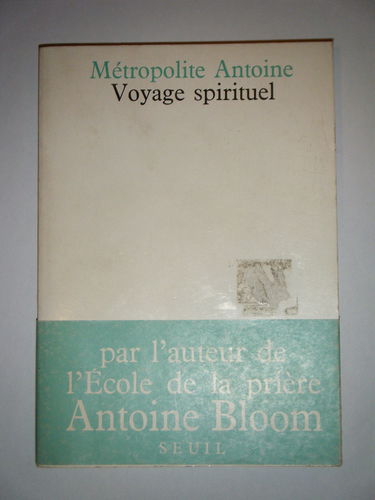 Métropolite Antoine
Voyage spirituel
par l'auteur de
l'École de la prière
Antoine Bloom
SEUIL